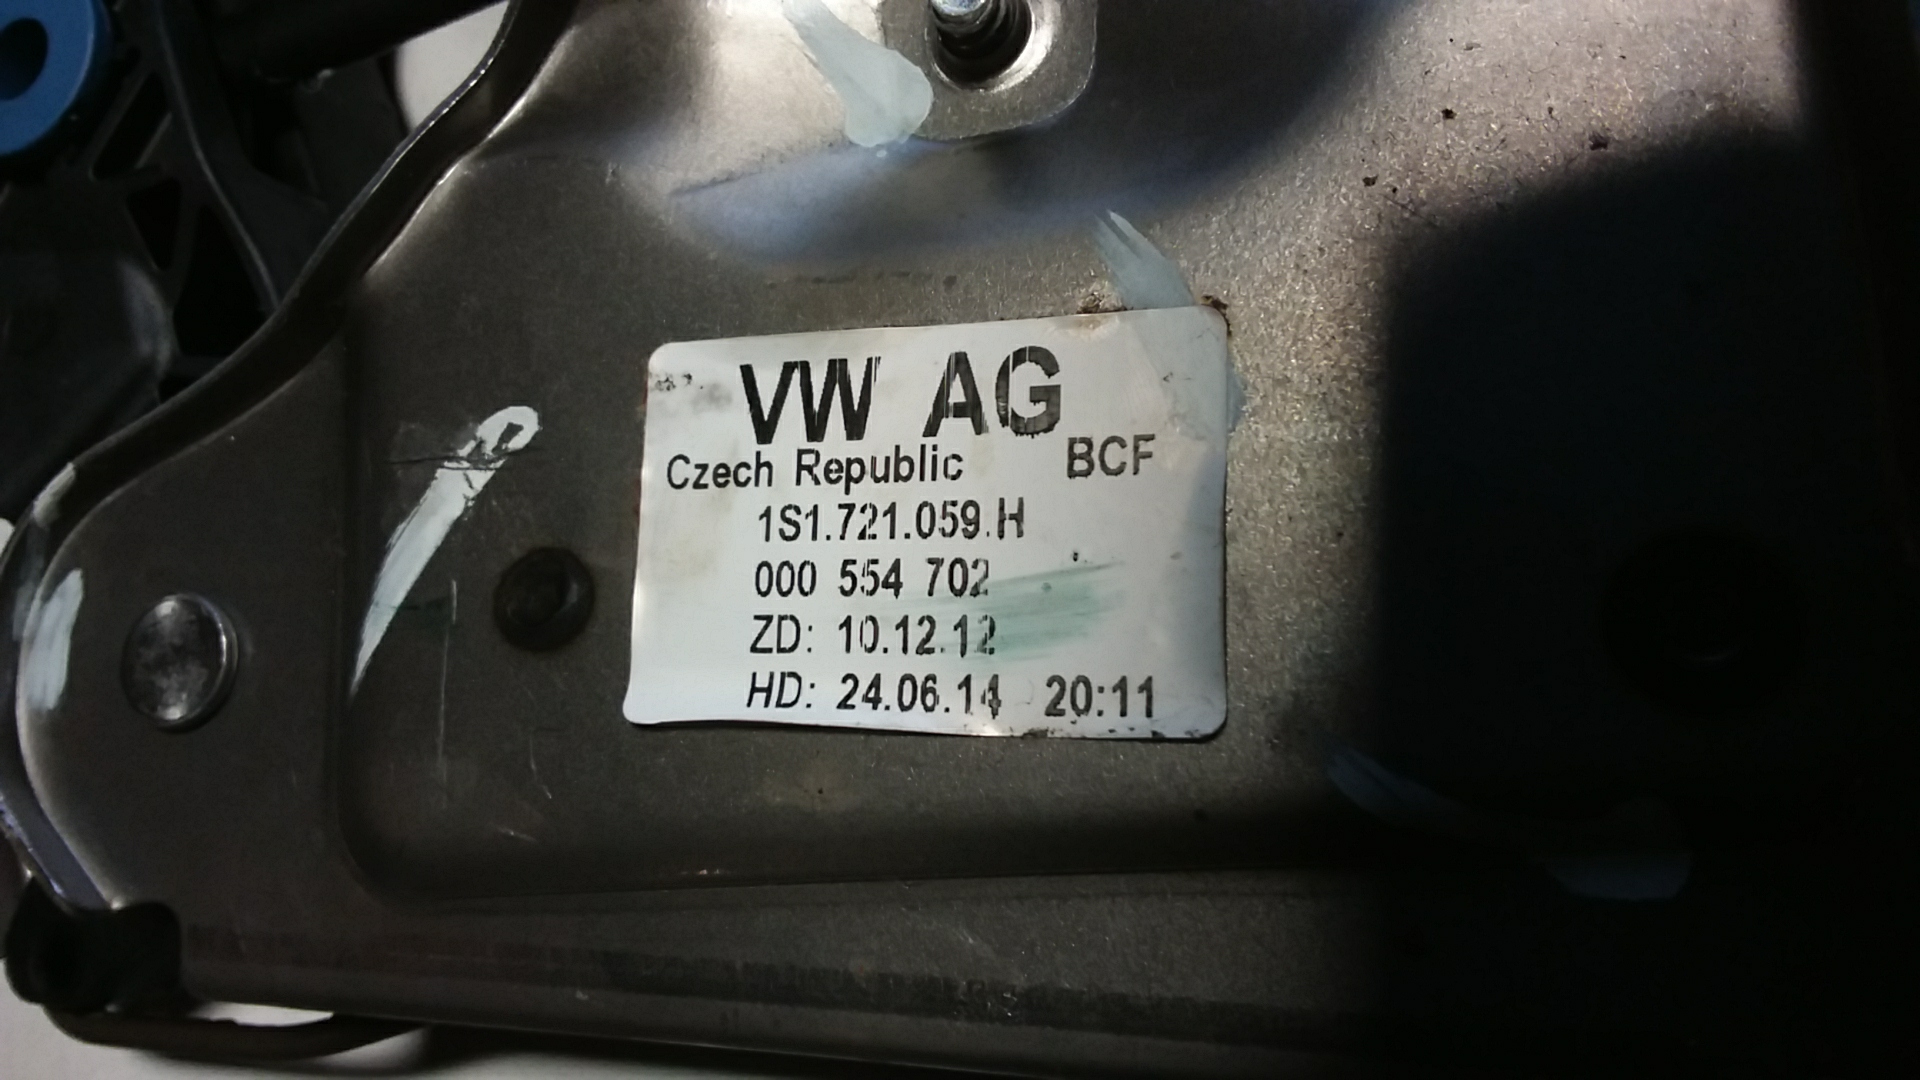 VW AG
Czech Republic BCF
1S1.721.059.H
000 554 702
ZD: 10.12.12
HD: 24.06.14 20:11